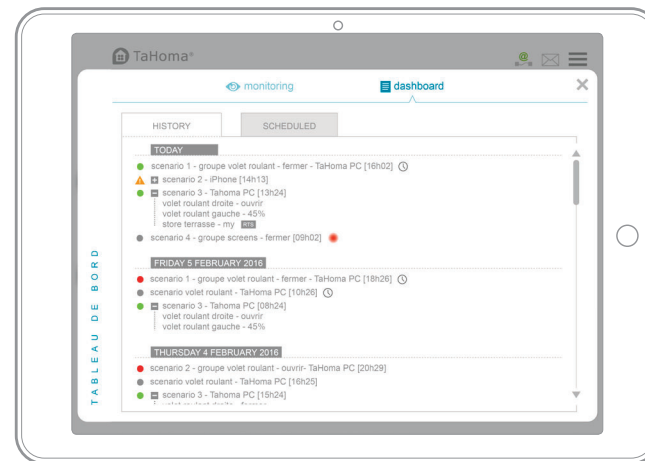 TaHoma®
@
monitoring
dashboard
HISTORY
SCHEDULED
TODAY
scenario 1 - groupe volet roulant - fermer - TaHoma PC [16h02]
scenario 2 - iPhone [14h13]
scenario 3 - Tahoma PC [13h24]
volet roulant droite - ouvrir
volet roulant gauche - 45%
store terrasse - my RTS
scenario 4 - groupe screens - fermer [09h02]
FRIDAY 5 FEBRUARY 2016
scenario 1 - groupe volet roulant - fermer - TaHoma PC [18h26]
scenario volet roulant - TaHoma PC [10h26]
scenario 3 - Tahoma PC [08h24]
volet roulant droite - ouvrir
volet roulant gauche - 45%
THURSDAY 4 FEBRUARY 2016
scenario 2 - groupe volet roulant - ouvrir- TaHoma PC [20h29]
scenario volet roulant - TaHoma PC [16h25]
scenario 3 - Tahoma PC [15h24]
volet roulant droite - fermer
TABLEAU DE BORD